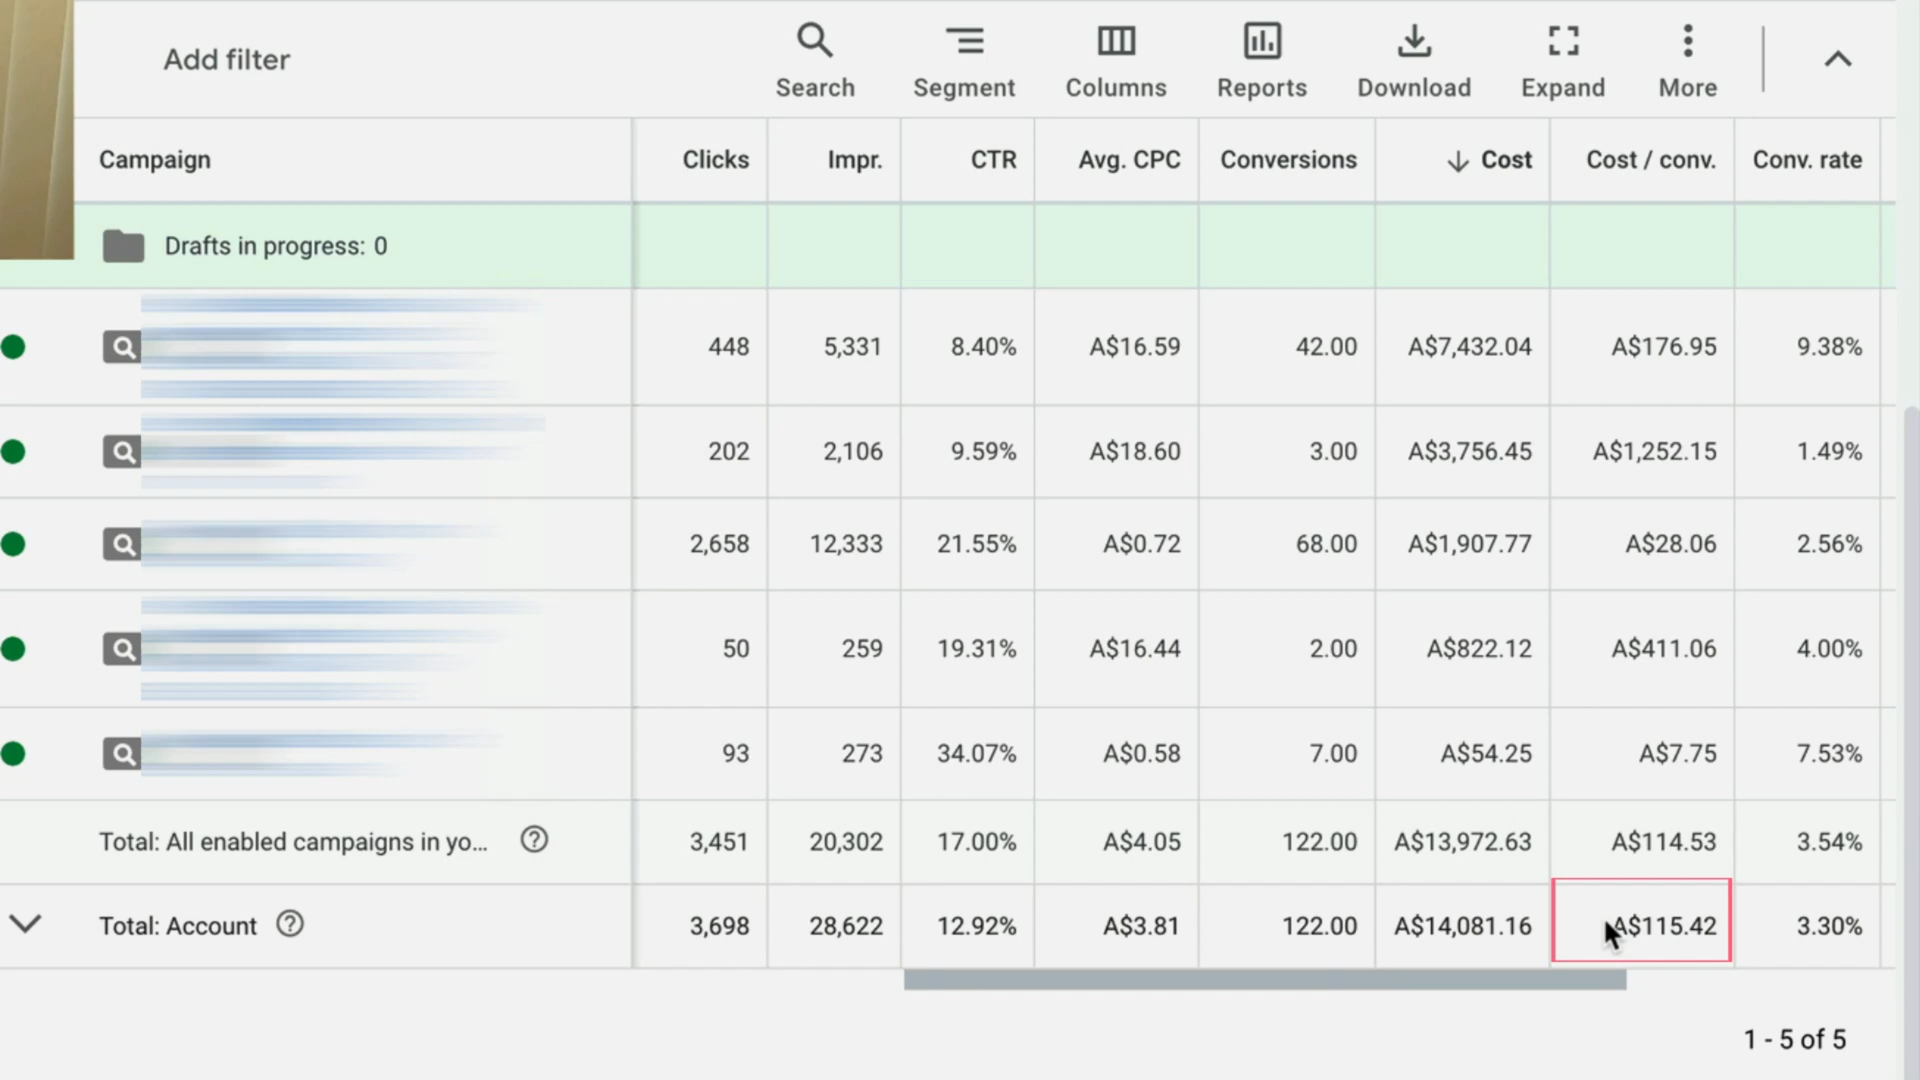 Add filter
Search Segment Columns Reports Download Expand More
Campaign Clicks Impr. CTR Avg. CPC Conversions Cost Cost / conv. Conv. rate
Drafts in progress: 0
448 5,331 8.40% A$16.59 42.00 A$7,432.04 A$176.95 9.38%
202 2,106 9.59% A$18.60 3.00 A$3,756.45 A$1,252.15 1.49%
2,658 12,333 21.55% A$0.72 68.00 A$1,907.77 A$28.06 2.56%
50 259 19.31% A$16.44 2.00 A$822.12 A$411.06 4.00%
93 273 34.07% A$0.58 7.00 A$54.25 A$7.75 7.53%
Total: All enabled campaigns in yo... 3,451 20,302 17.00% A$4.05 122.00 A$13,972.63 A$114.53 3.54%
Total: Account 3,698 28,622 12.92% A$3.81 122.00 A$14,081.16 A$115.42 3.30%
1 - 5 of 5